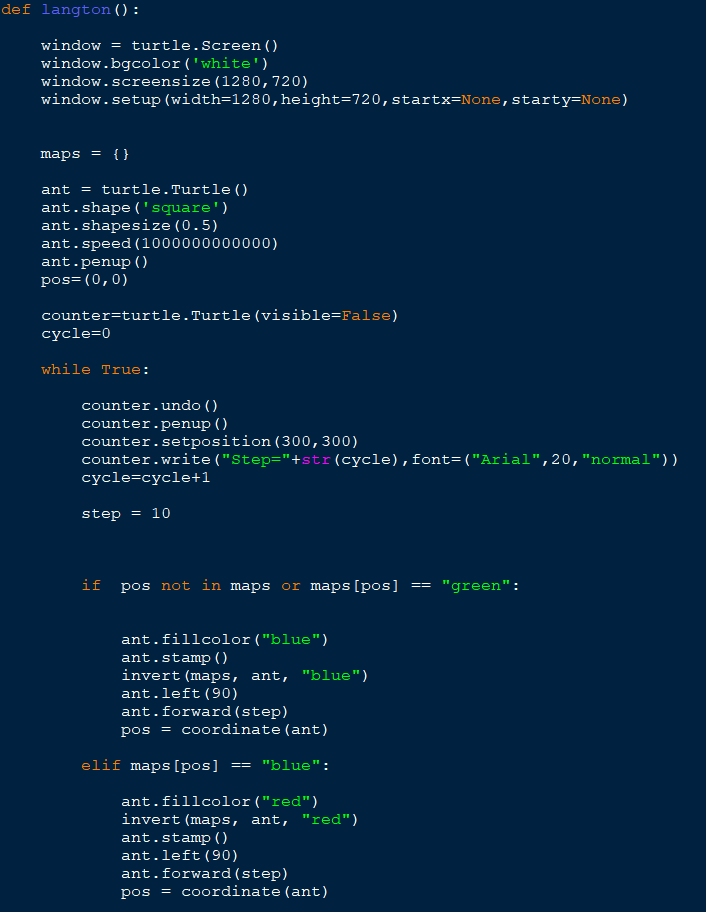 def langton():
window = turtle.Screen()
window.bgcolor('white')
window.screensize(1280,720)
window.setup(width=1280,height=720,startx=None,starty=None)
maps = {}
ant = turtle.Turtle()
ant.shape('square')
ant.shapesize(0.5)
ant.speed(1000000000000)
ant.penup()
pos=(0,0)
counter=turtle.Turtle(visible=False)
cycle=0
while True:
counter.undo()
counter.penup()
counter.setposition(300,300)
counter.write("Step="+str(cycle),font=("Arial",20,"normal"))
cycle=cycle+1
step = 10
if  pos not in maps or maps[pos] == "green":
ant.fillcolor("blue")
ant.stamp()
invert(maps, ant, "blue")
ant.left(90)
ant.forward(step)
pos = coordinate(ant)
elif maps[pos] == "blue":
ant.fillcolor("red")
invert(maps, ant, "red")
ant.stamp()
ant.left(90)
ant.forward(step)
pos = coordinate(ant)